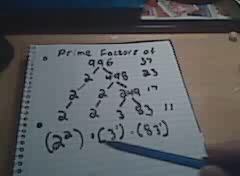 Prime Factors of
996 37
2 498 23
2 2 249 17
2 2 3 83 11
(2²) · (3¹) · (83¹)